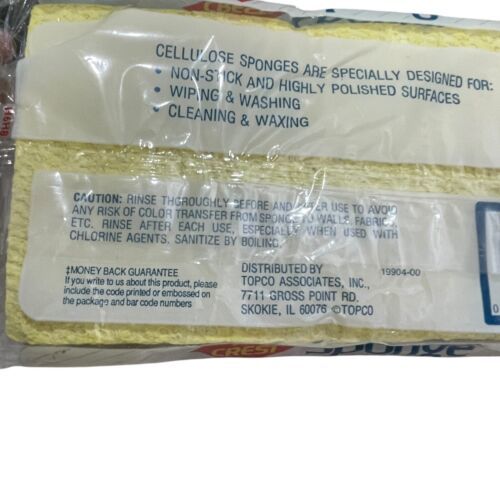 CREST
CELLULOSE SPONGES ARE SPECIALLY DESIGNED FOR:
• NON-STICK AND HIGHLY POLISHED SURFACES
• WIPING & WASHING
• CLEANING & WAXING
CAUTION: RINSE THOROUGHLY BEFORE AND AFTER USE TO AVOID
ANY RISK OF COLOR TRANSFER FROM SPONGE TO WALLS, FABRICS,
ETC. RINSE AFTER EACH USE, ESPECIALLY WHEN USED WITH
CHLORINE AGENTS. SANITIZE BY BOILING.
‡MONEY BACK GUARANTEE
If you write to us about this product, please
include the code printed or embossed on
the package and bar code numbers
DISTRIBUTED BY
TOPCO ASSOCIATES, INC.,
7711 GROSS POINT RD.
SKOKIE, IL 60076 ©TOPCO
19904-00
0
CREST
sponge